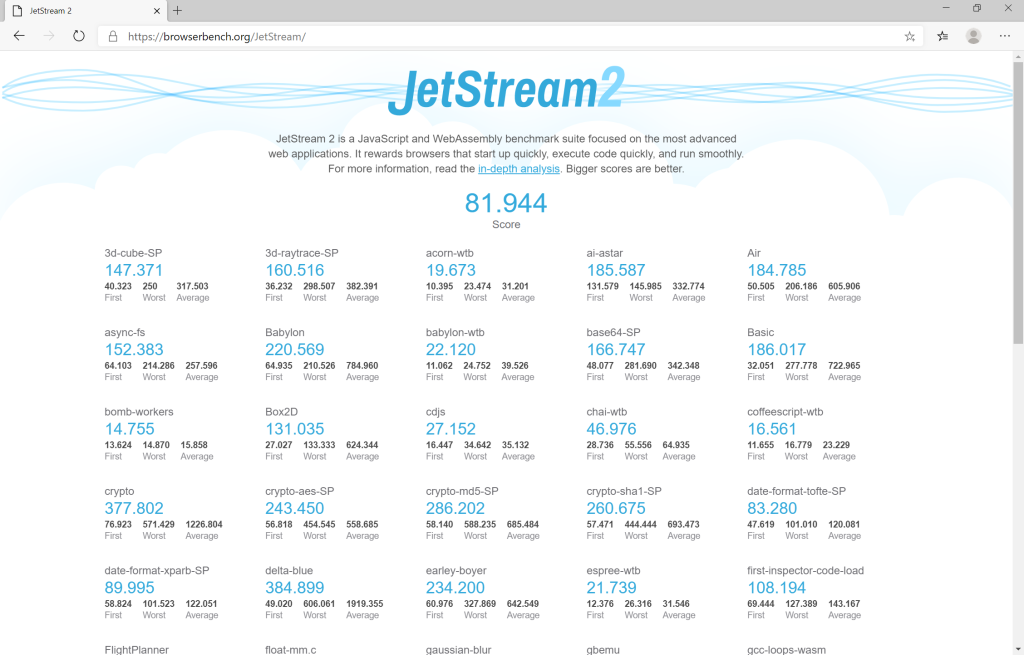 JetStream 2
https://browserbench.org/JetStream/
JetStream2
JetStream 2 is a JavaScript and WebAssembly benchmark suite focused on the most advanced
web applications. It rewards browsers that start up quickly, execute code quickly, and run smoothly.
For more information, read the in-depth analysis. Bigger scores are better.
81.944
Score
3d-cube-SP 3d-raytrace-SP acorn-wtb ai-astar Air
147.371 160.516 19.673 185.587 184.785
40.323 250 317.503 36.232 298.507 382.391 10.395 23.474 31.201 131.579 145.985 332.774 50.505 206.186 605.906
First Worst Average First Worst Average First Worst Average First Worst Average First Worst Average
async-fs Babylon babylon-wtb base64-SP Basic
152.383 220.569 22.120 166.747 186.017
64.103 214.286 257.596 64.935 210.526 784.960 11.062 24.752 39.526 48.077 281.690 342.348 32.051 277.778 722.965
First Worst Average First Worst Average First Worst Average First Worst Average First Worst Average
bomb-workers Box2D cdjs chai-wtb coffeescript-wtb
14.755 131.035 27.152 46.976 16.561
13.624 14.870 15.858 27.027 133.333 624.344 16.447 34.642 35.132 28.736 55.556 64.935 11.655 16.779 23.229
First Worst Average First Worst Average First Worst Average First Worst Average First Worst Average
crypto crypto-aes-SP crypto-md5-SP crypto-sha1-SP date-format-tofte-SP
377.802 243.450 286.202 260.675 83.280
76.923 571.429 1226.804 56.818 454.545 558.685 58.140 588.235 685.484 57.471 444.444 693.473 47.619 101.010 120.081
First Worst Average First Worst Average First Worst Average First Worst Average First Worst Average
date-format-xparb-SP delta-blue earley-boyer espree-wtb first-inspector-code-load
89.995 384.899 234.200 21.739 108.194
58.824 101.523 122.051 49.020 606.061 1919.355 60.976 327.869 642.549 12.376 26.316 31.546 69.444 127.389 143.167
First Worst Average First Worst Average First Worst Average First Worst Average First Worst Average
FlightPlanner float-mm.c gaussian-blur gbemu gcc-loops-wasm